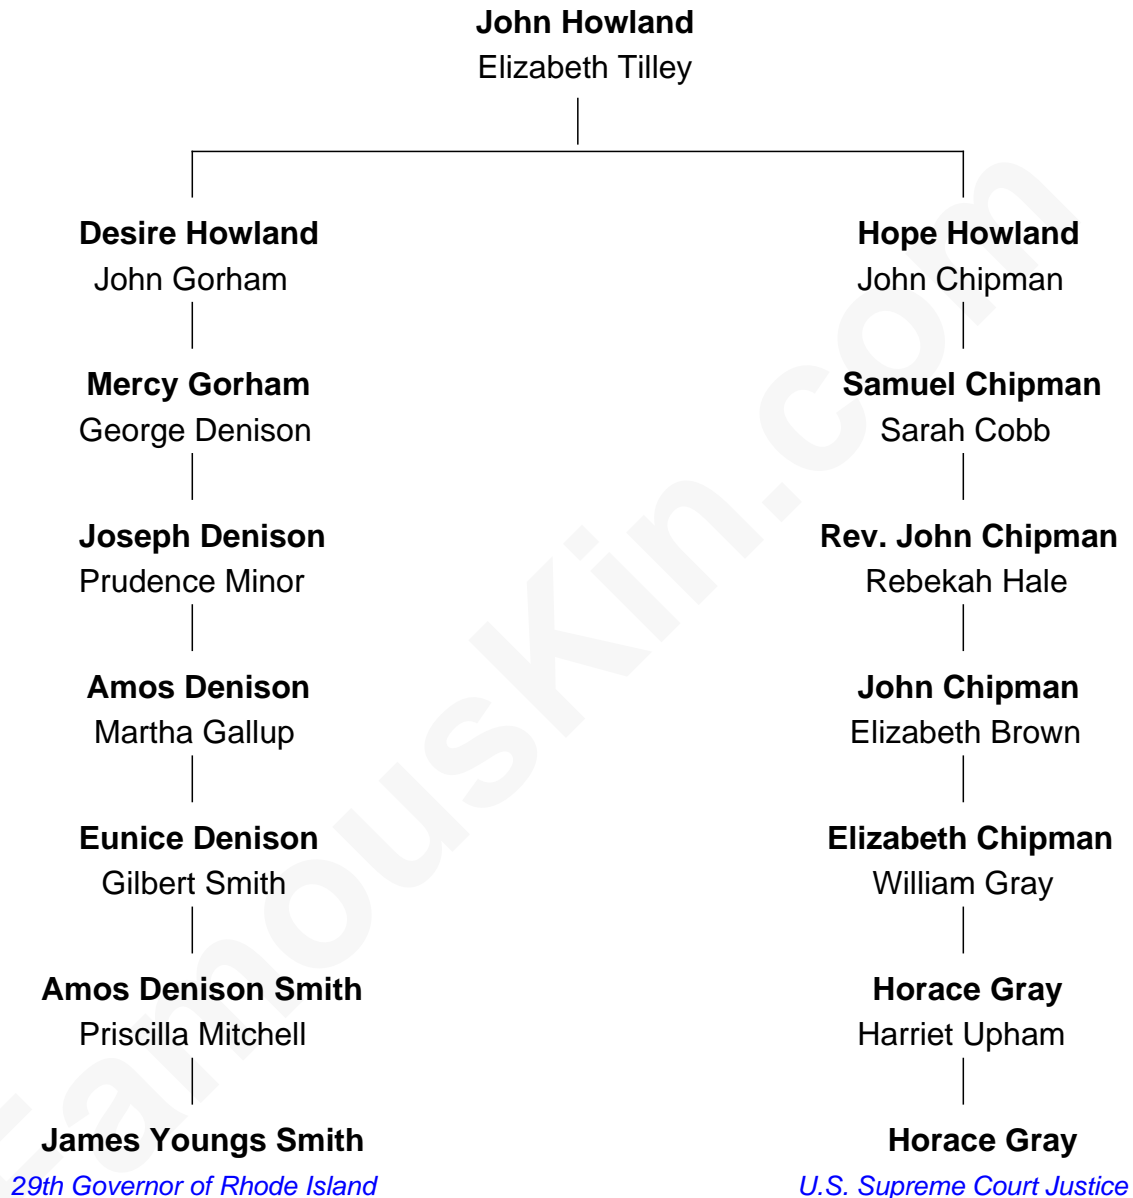 John Howland
Elizabeth Tilley
Desire Howland
John Gorham
Hope Howland
John Chipman
Mercy Gorham
George Denison
Samuel Chipman
Sarah Cobb
Joseph Denison
Prudence Minor
Rev. John Chipman
Rebekah Hale
Amos Denison
Martha Gallup
John Chipman
Elizabeth Brown
Eunice Denison
Gilbert Smith
Elizabeth Chipman
William Gray
Amos Denison Smith
Priscilla Mitchell
Horace Gray
Harriet Upham
James Youngs Smith
29th Governor of Rhode Island
Horace Gray
U.S. Supreme Court Justice
FamousKin.com